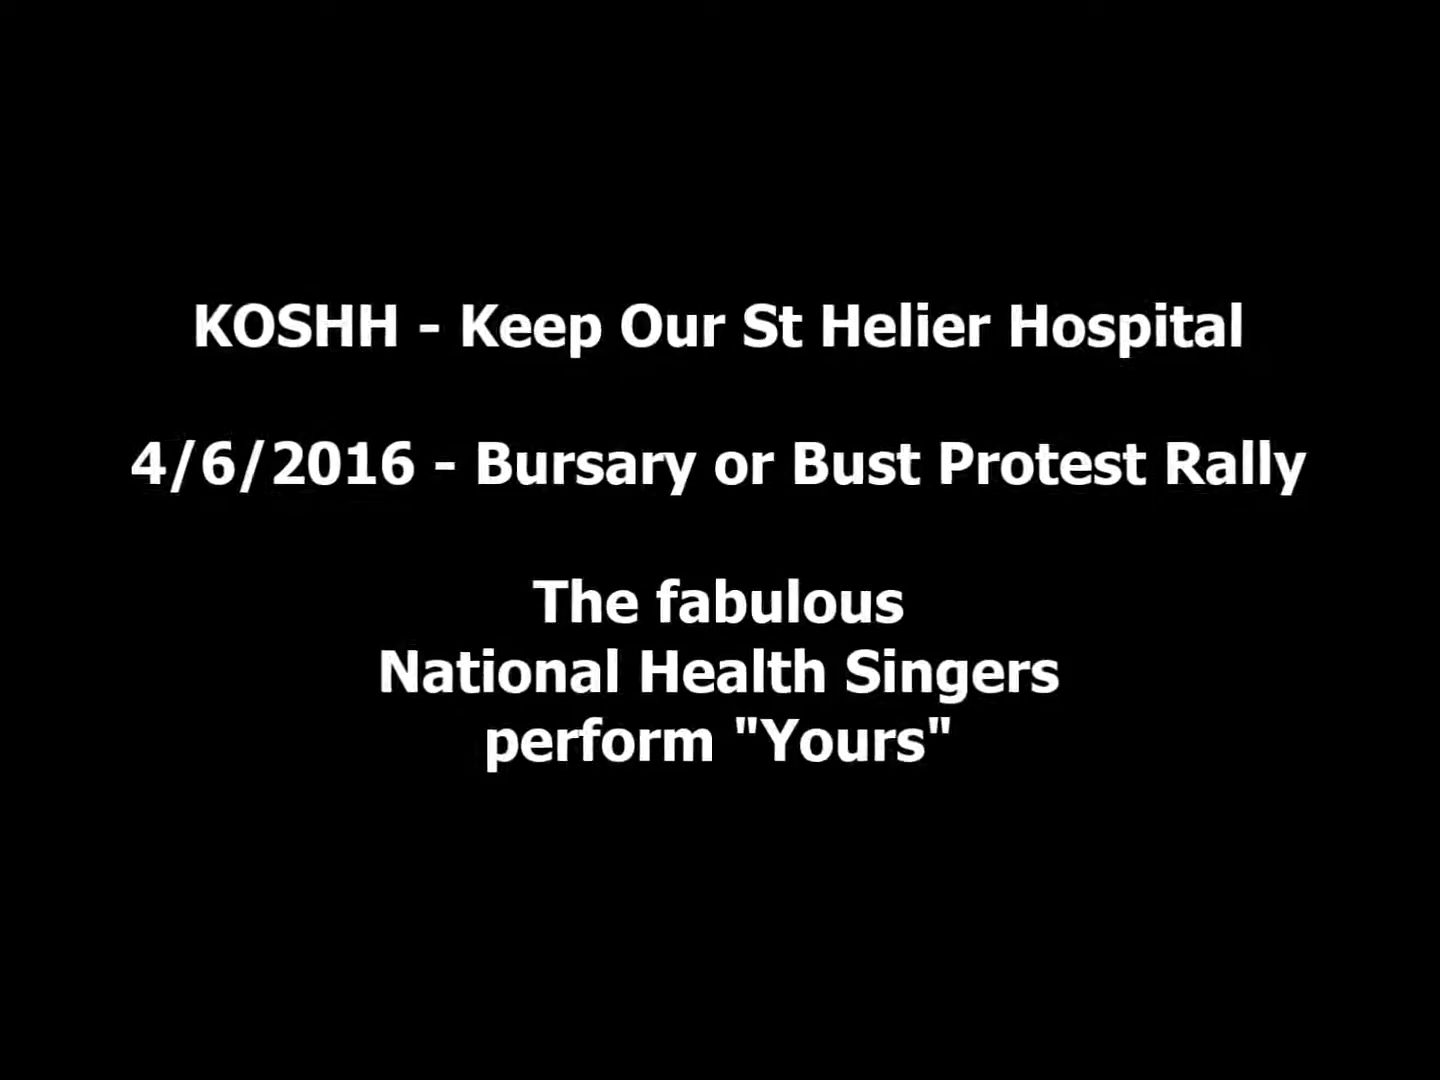 KOSHH - Keep Our St Helier Hospital
4/6/2016 - Bursary or Bust Protest Rally
The fabulous
National Health Singers
perform "Yours"